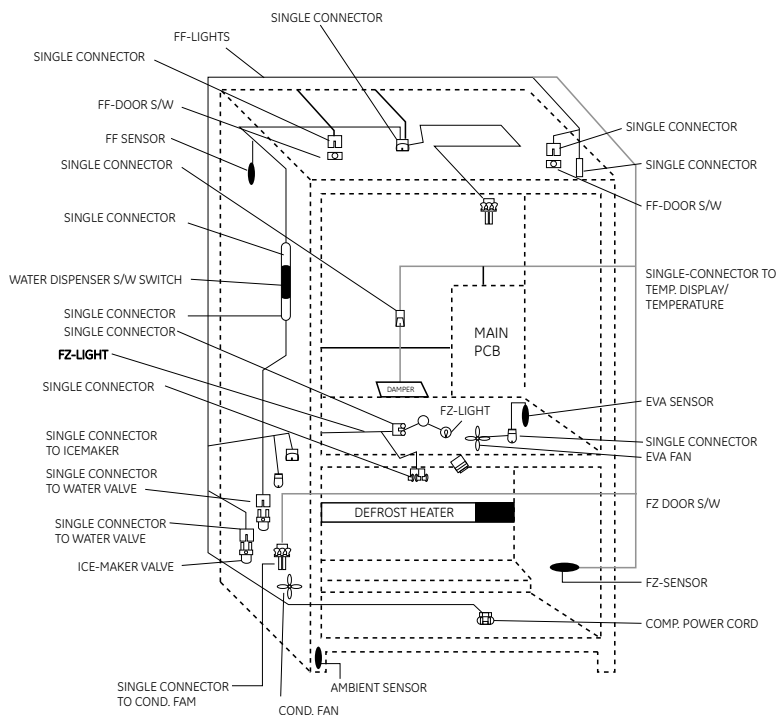 SINGLE CONNECTOR
FF-LIGHTS
SINGLE CONNECTOR
FF-DOOR S/W
FF SENSOR
SINGLE CONNECTOR
SINGLE CONNECTOR
WATER DISPENSER S/W SWITCH
SINGLE CONNECTOR
SINGLE CONNECTOR
FZ-LIGHT
SINGLE CONNECTOR
SINGLE CONNECTOR
TO ICEMAKER
SINGLE CONNECTOR
TO WATER VALVE
SINGLE CONNECTOR
TO WATER VALVE
ICE-MAKER VALVE
SINGLE CONNECTOR
TO COND. FAM
COND. FAN
AMBIENT SENSOR
MAIN
PCB
DAMPER
FZ-LIGHT
DEFROST HEATER
SINGLE CONNECTOR
SINGLE CONNECTOR
FF-DOOR S/W
SINGLE-CONNECTOR TO
TEMP. DISPLAY/
TEMPERATURE
EVA SENSOR
SINGLE CONNECTOR
EVA FAN
FZ DOOR S/W
FZ-SENSOR
COMP. POWER CORD